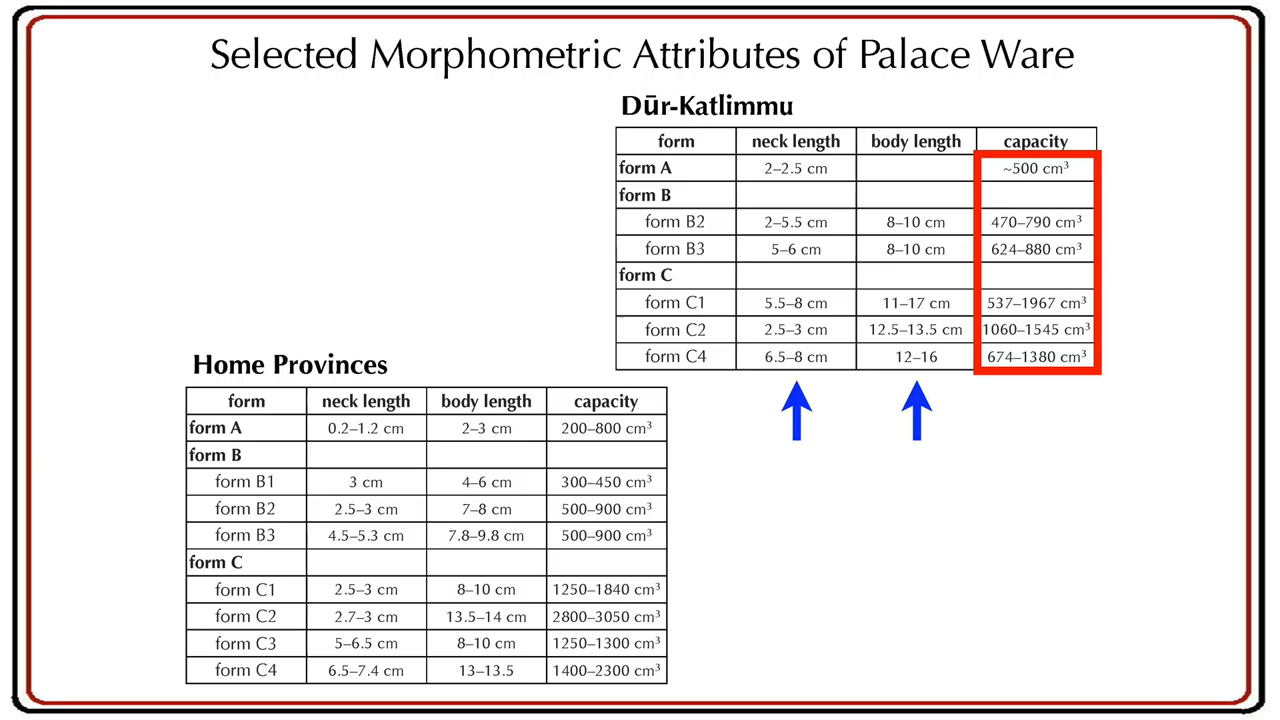 Selected Morphometric Attributes of Palace Ware
Dūr-Katlimmu
form neck length body length capacity
form A 2–2.5 cm ~500 cm³
form B
form B2 2–5.5 cm 8–10 cm 470–790 cm³
form B3 5–6 cm 8–10 cm 624–880 cm³
form C
form C1 5.5–8 cm 11–17 cm 537–1967 cm³
form C2 2.5–3 cm 12.5–13.5 cm 1060–1545 cm³
form C4 6.5–8 cm 12–16 674–1380 cm³
Home Provinces
form neck length body length capacity
form A 0.2–1.2 cm 2–3 cm 200–800 cm³
form B
form B1 3 cm 4–6 cm 300–450 cm³
form B2 2.5–3 cm 7–8 cm 500–900 cm³
form B3 4.5–5.3 cm 7.8–9.8 cm 500–900 cm³
form C
form C1 2.5–3 cm 8–10 cm 1250–1840 cm³
form C2 2.7–3 cm 13.5–14 cm 2800–3050 cm³
form C3 5–6.5 cm 8–10 cm 1250–1300 cm³
form C4 6.5–7.4 cm 13–13.5 1400–2300 cm³